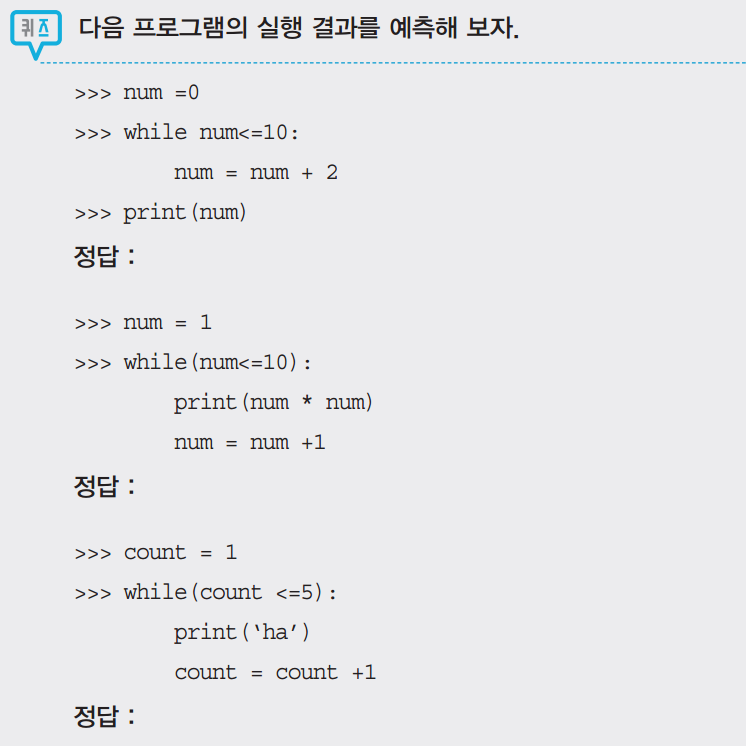 퀴즈 다음 프로그램의 실행 결과를 예측해 보자.
>>> num =0
>>> while num<=10:
num = num + 2
>>> print(num)
정답 :
>>> num = 1
>>> while(num<=10):
print(num * num)
num = num +1
정답 :
>>> count = 1
>>> while(count <=5):
print(‘ha’)
count = count +1
정답 :